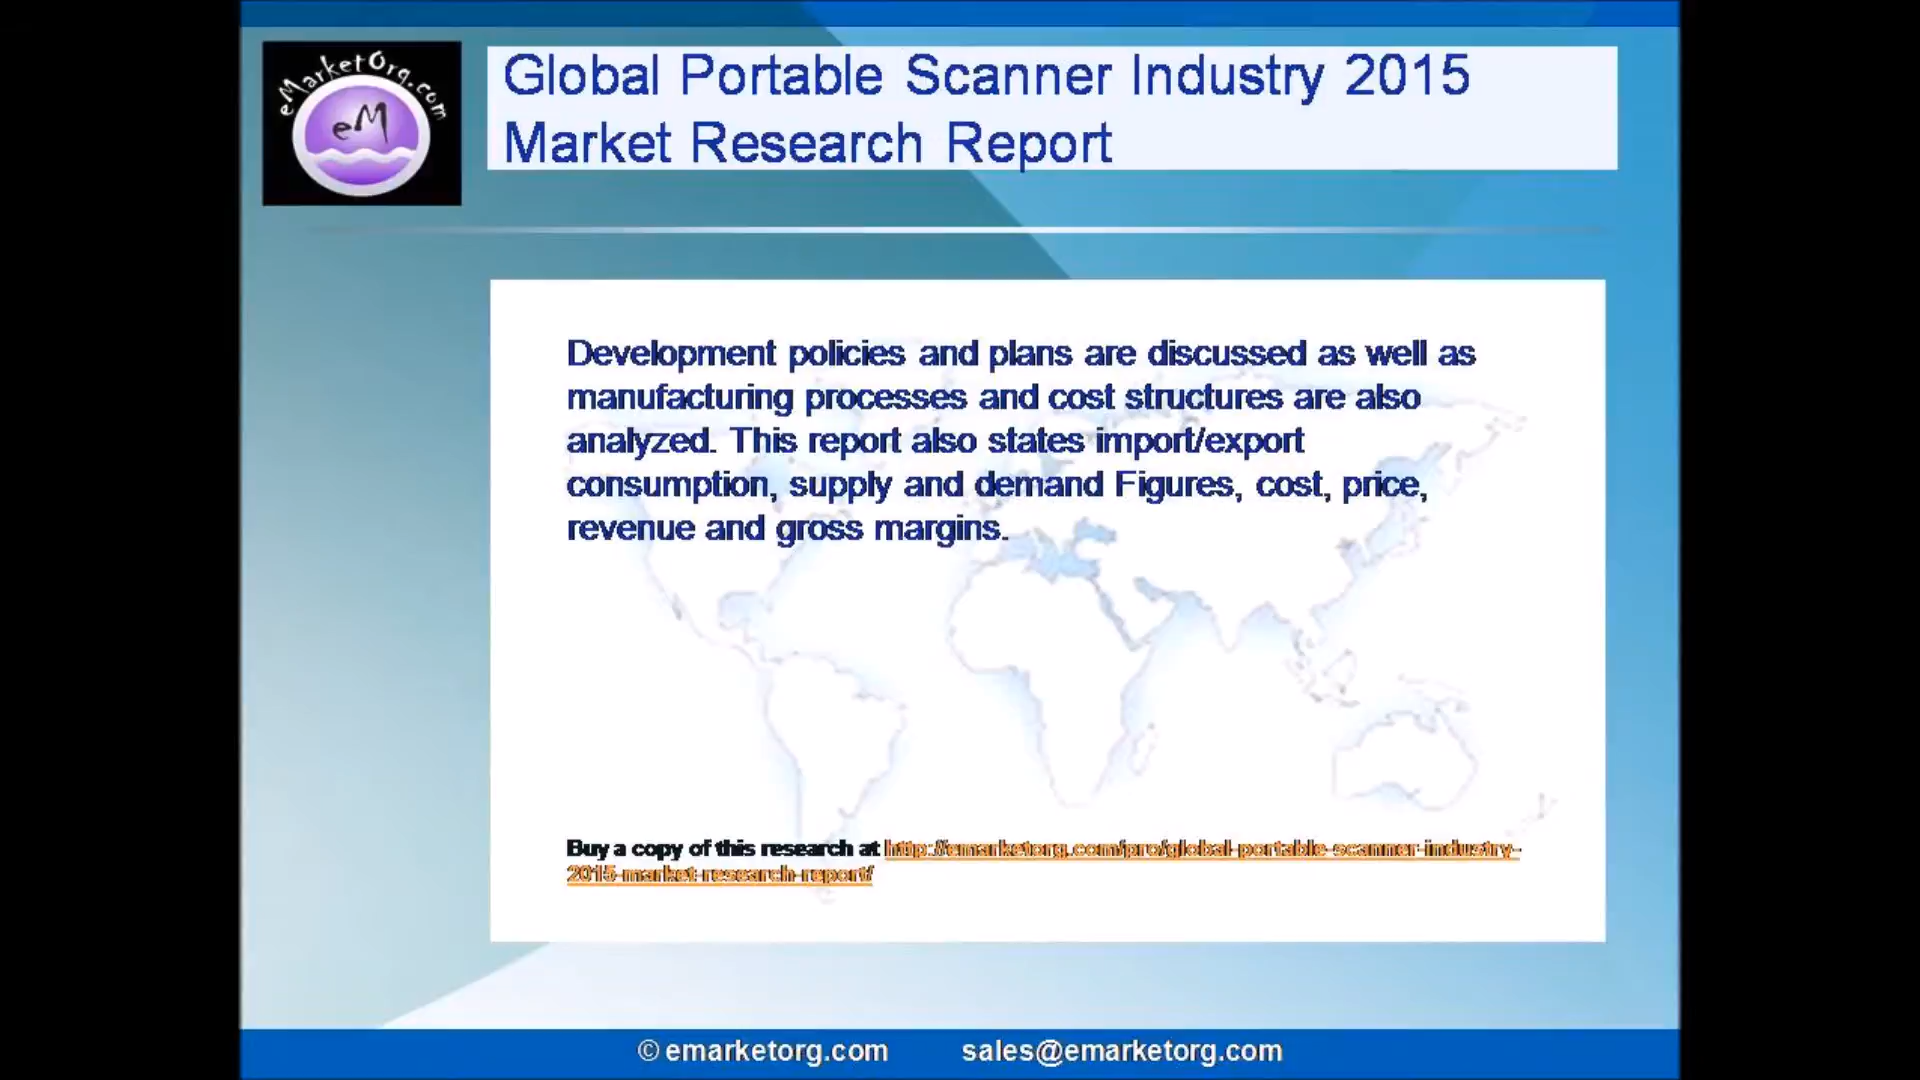 eMarketOrg.com
eM
Global Portable Scanner Industry 2015
Market Research Report
Development policies and plans are discussed as well as
manufacturing processes and cost structures are also
analyzed. This report also states import/export
consumption, supply and demand Figures, cost, price,
revenue and gross margins.
Buy a copy of this research at http://emarketorg.com/pro/global-portable-scanner-industry-
2015-market-research-report/
© emarketorg.com sales@emarketorg.com